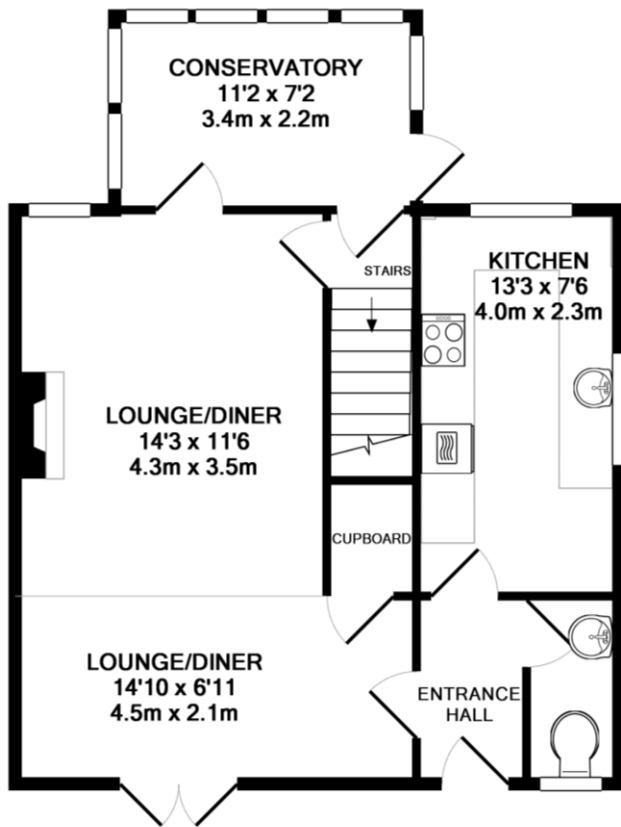 CONSERVATORY
11'2 x 7'2
3.4m x 2.2m
STAIRS
KITCHEN
13'3 x 7'6
4.0m x 2.3m
LOUNGE/DINER
14'3 x 11'6
4.3m x 3.5m
CUPBOARD
LOUNGE/DINER
14'10 x 6'11
4.5m x 2.1m
ENTRANCE
HALL